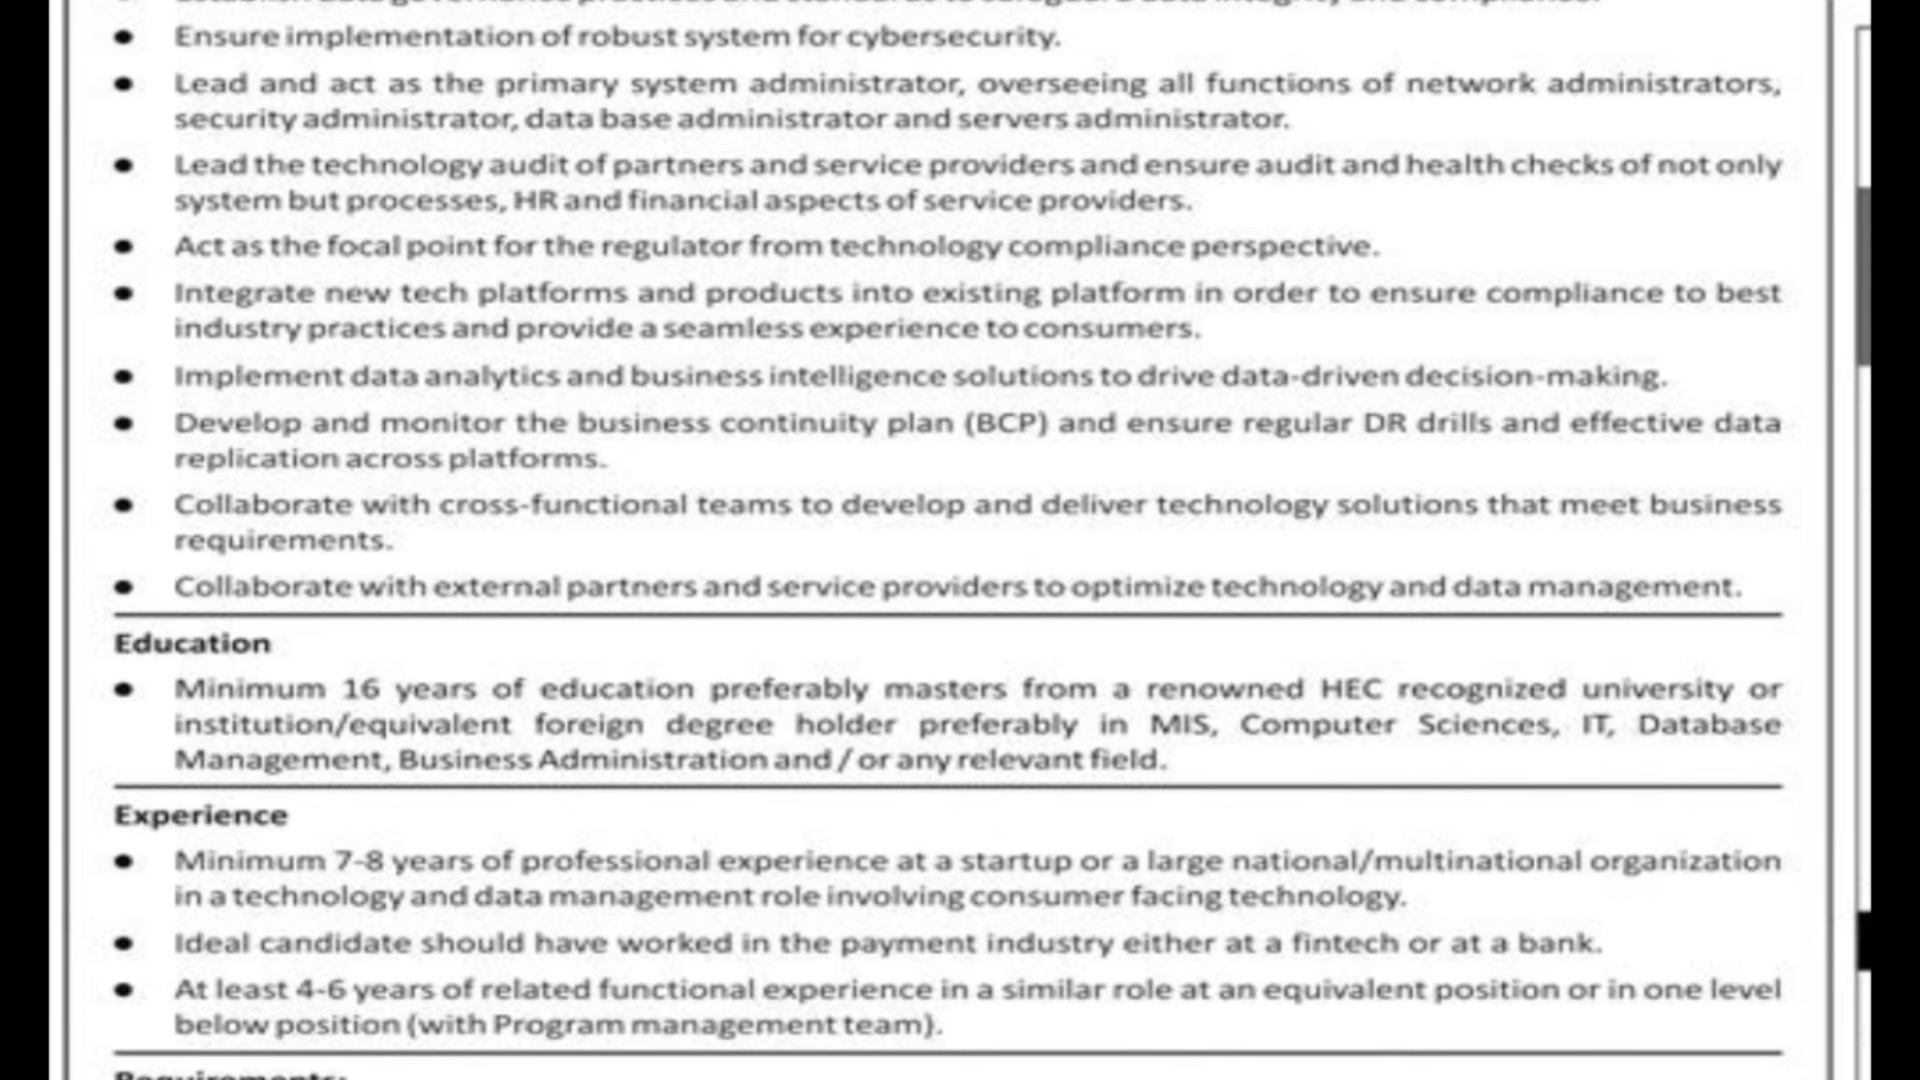 ● Ensure implementation of robust system for cybersecurity.
● Lead and act as the primary system administrator, overseeing all functions of network administrators,
security administrator, data base administrator and servers administrator.
● Lead the technology audit of partners and service providers and ensure audit and health checks of not only
system but processes, HR and financial aspects of service providers.
● Act as the focal point for the regulator from technology compliance perspective.
● Integrate new tech platforms and products into existing platform in order to ensure compliance to best
industry practices and provide a seamless experience to consumers.
● Implement data analytics and business intelligence solutions to drive data-driven decision-making.
● Develop and monitor the business continuity plan (BCP) and ensure regular DR drills and effective data
replication across platforms.
● Collaborate with cross-functional teams to develop and deliver technology solutions that meet business
requirements.
● Collaborate with external partners and service providers to optimize technology and data management.
Education
● Minimum 16 years of education preferably masters from a renowned HEC recognized university or
institution/equivalent foreign degree holder preferably in MIS, Computer Sciences, IT, Database
Management, Business Administration and / or any relevant field.
Experience
● Minimum 7-8 years of professional experience at a startup or a large national/multinational organization
in a technology and data management role involving consumer facing technology.
● Ideal candidate should have worked in the payment industry either at a fintech or at a bank.
● At least 4-6 years of related functional experience in a similar role at an equivalent position or in one level
below position (with Program management team).